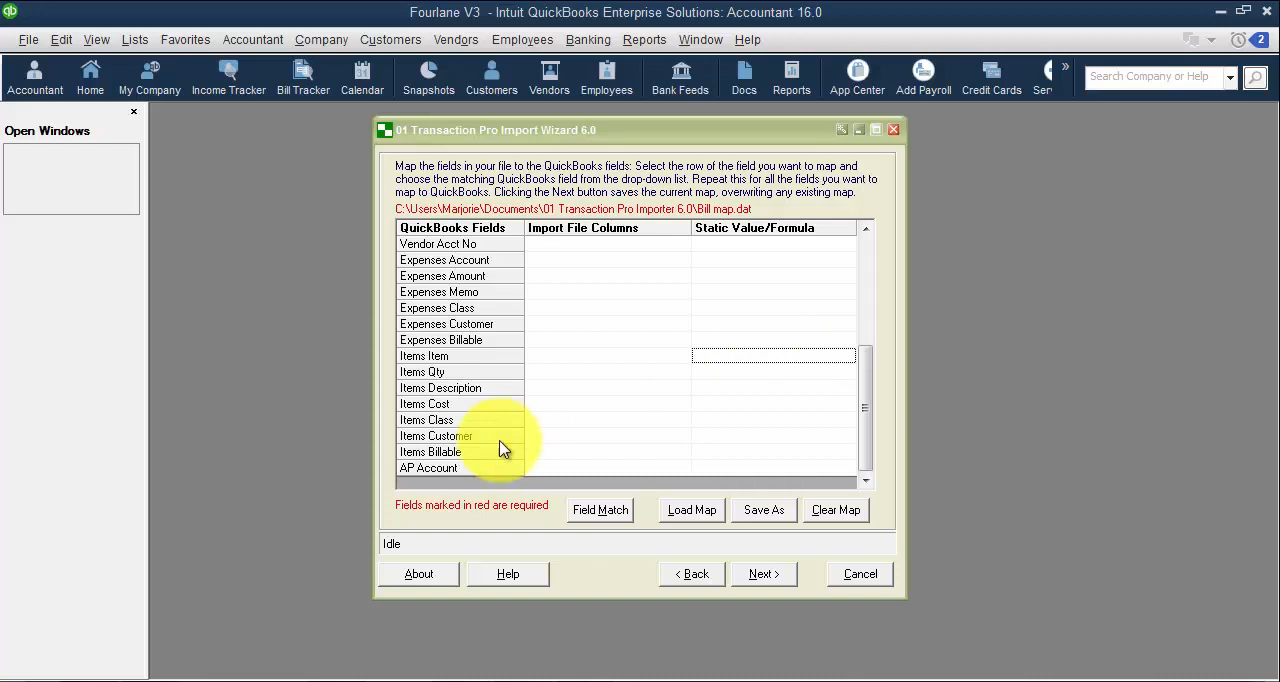 qb
Fourlane V3 - Intuit QuickBooks Enterprise Solutions: Accountant 16.0
File Edit View Lists Favorites Accountant Company Customers Vendors Employees Banking Reports Window Help
2
Accountant Home My Company Income Tracker Bill Tracker Calendar Snapshots Customers Vendors Employees Bank Feeds Docs Reports App Center Add Payroll Credit Cards Ser
»
Search Company or Help
Open Windows
01 Transaction Pro Import Wizard 6.0
Map the fields in your file to the QuickBooks fields: Select the row of the field you want to map and
choose the matching QuickBooks field from the drop-down list. Repeat this for all the fields you want to
map to QuickBooks. Clicking the Next button saves the current map, overwriting any existing map.
C:\Users\Marjorie\Documents\01 Transaction Pro Importer 6.0\Bill map.dat
QuickBooks Fields Import File Columns Static Value/Formula
Vendor Acct No
Expenses Account
Expenses Amount
Expenses Memo
Expenses Class
Expenses Customer
Expenses Billable
Items Item
Items Qty
Items Description
Items Cost
Items Class
Items Customer
Items Billable
AP Account
Fields marked in red are required
Field Match Load Map Save As Clear Map
Idle
About Help < Back Next > Cancel